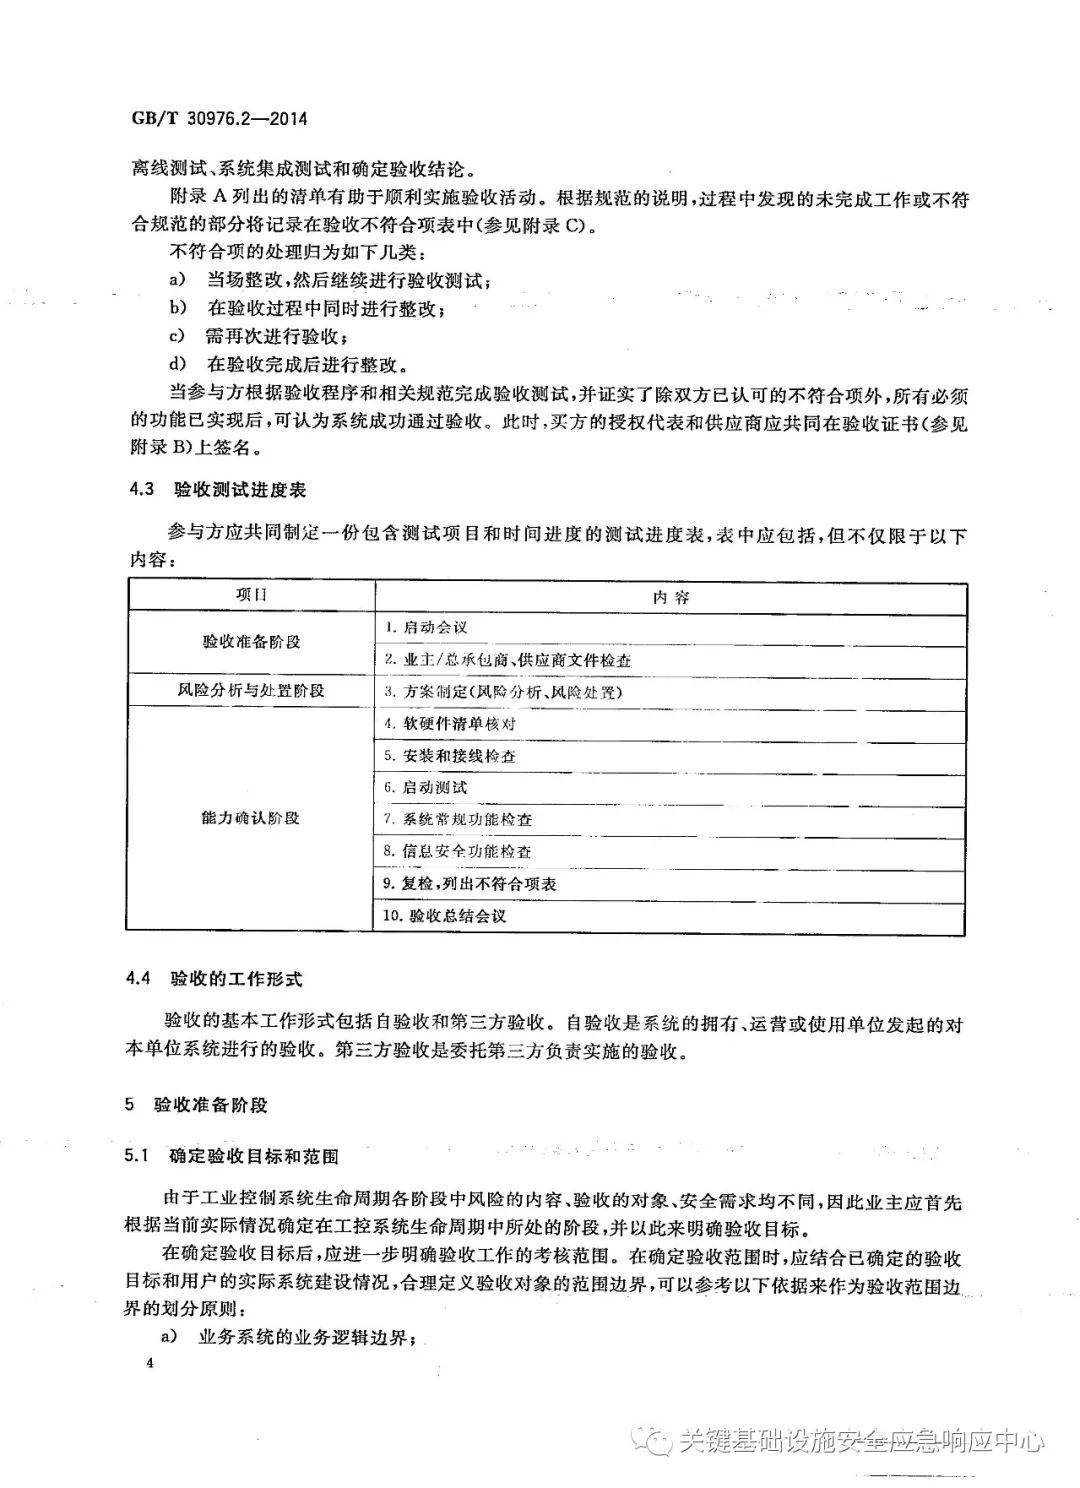 GB/T 30976.2—2014
离线测试、系统集成测试和确定验收结论。
附录 A 列出的清单有助于顺利实施验收活动。根据规范的说明,过程中发现的未完成工作或不符
合规范的部分将记录在验收不符合项表中(参见附录 C)。
不符合项的处理归为如下几类:
a) 当场整改,然后继续进行验收测试;
b) 在验收过程中同时进行整改;
c) 需再次进行验收;
d) 在验收完成后进行整改。
当参与方根据验收程序和相关规范完成验收测试,并证实了除双方已认可的不符合项外,所有必须
的功能已实现后,可认为系统成功通过验收。此时,买方的授权代表和供应商应共同在验收证书(参见
附录 B)上签名。
4.3 验收测试进度表
参与方应共同制定一份包含测试项目和时间进度的测试进度表,表中应包括,但不仅限于以下
内容:
项目 内 容
验收准备阶段
1. 启动会议
2. 业主/总承包商、供应商文件检查
风险分析与处置阶段 3. 方案制定(风险分析、风险处置)
能力确认阶段
4. 软硬件清单核对
5. 安装和接线检查
6. 启动测试
7. 系统常规功能检查
8. 信息安全功能检查
9. 复检,列出不符合项表
10. 验收总结会议
4.4 验收的工作形式
验收的基本工作形式包括自验收和第三方验收。自验收是系统的拥有、运营或使用单位发起的对
本单位系统进行的验收。第三方验收是委托第三方负责实施的验收。
5 验收准备阶段
5.1 确定验收目标和范围
由于工业控制系统生命周期各阶段中风险的内容、验收的对象、安全需求均不同,因此业主应首先
根据当前实际情况确定在工控系统生命周期中所处的阶段,并以此来明确验收目标。
在确定验收目标后,应进一步明确验收工作的考核范围。在确定验收范围时,应结合已确定的验收
目标和用户的实际系统建设情况,合理定义验收对象的范围边界,可以参考以下依据来作为验收范围边
界的划分原则:
a) 业务系统的业务逻辑边界;
4
关键基础设施安全应急响应中心